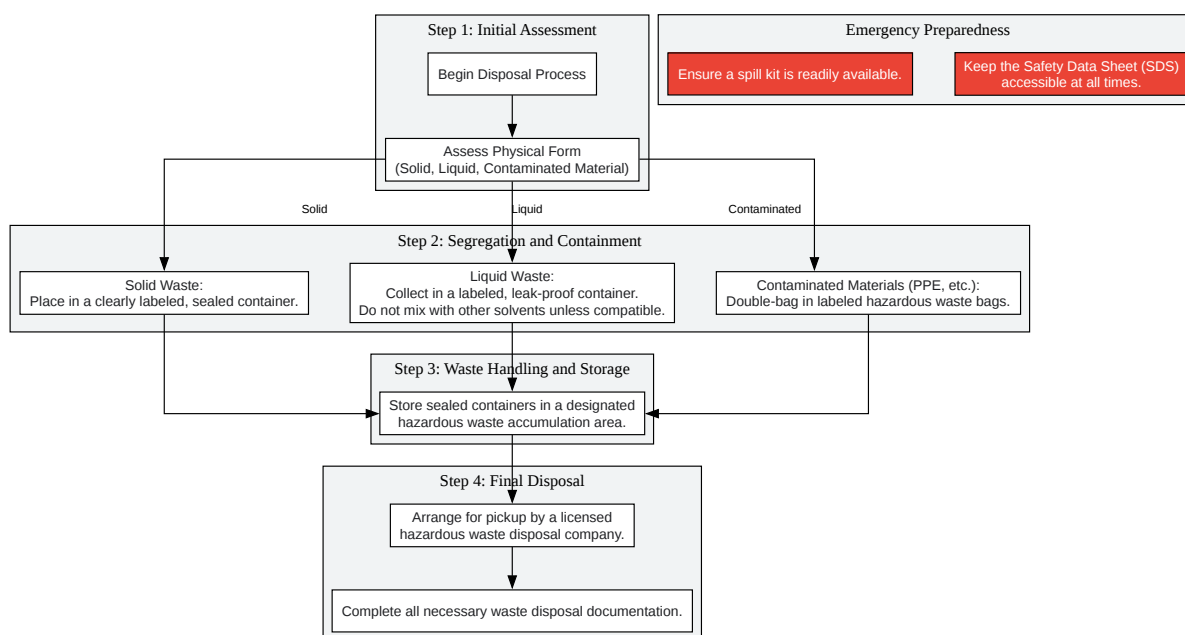 Step 1: Initial Assessment
Begin Disposal Process
Assess Physical Form
(Solid, Liquid, Contaminated Material)
Emergency Preparedness
Ensure a spill kit is readily available.
Keep the Safety Data Sheet (SDS)
accessible at all times.
Solid
Liquid
Contaminated
Step 2: Segregation and Containment
Solid Waste:
Place in a clearly labeled, sealed container.
Liquid Waste:
Collect in a labeled, leak-proof container.
Do not mix with other solvents unless compatible.
Contaminated Materials (PPE, etc.):
Double-bag in labeled hazardous waste bags.
Step 3: Waste Handling and Storage
Store sealed containers in a designated
hazardous waste accumulation area.
Step 4: Final Disposal
Arrange for pickup by a licensed
hazardous waste disposal company.
Complete all necessary waste disposal documentation.